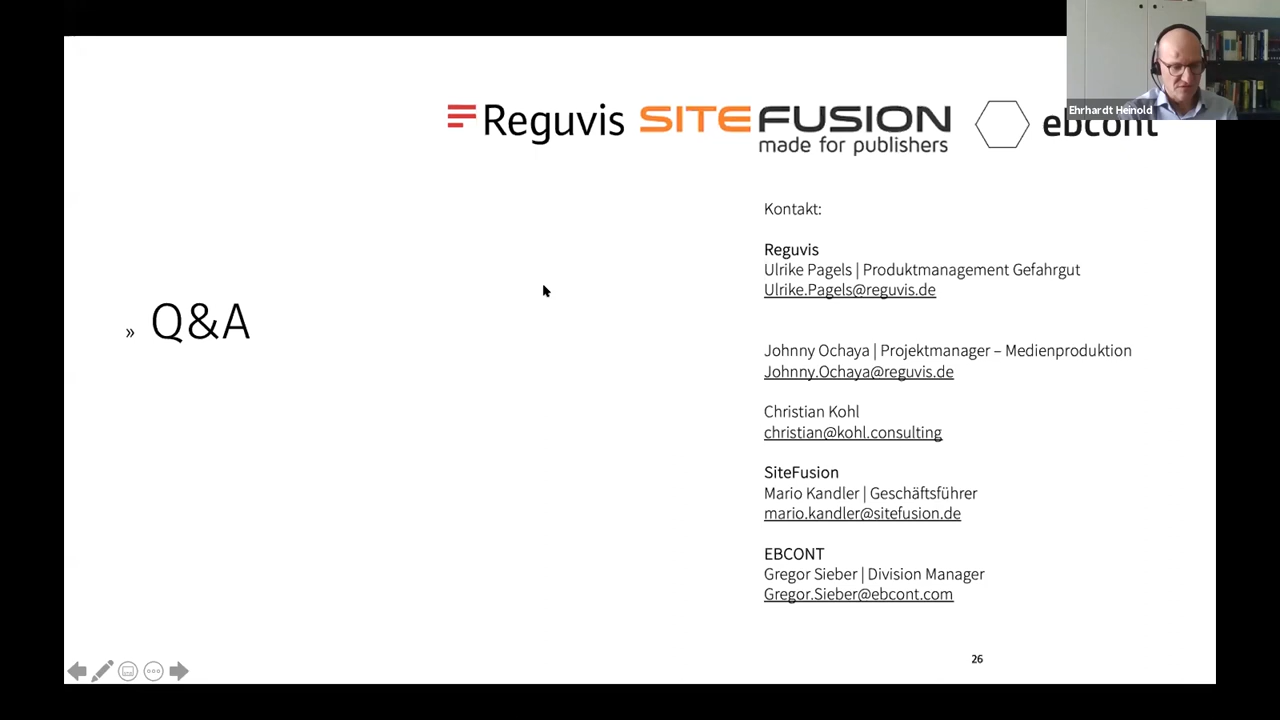 Ehrhardt Heinold
Reguvis SITEFUSION ebcont
made for publishers
Kontakt:
Reguvis
Ulrike Pagels | Produktmanagement Gefahrgut
Ulrike.Pagels@reguvis.de
» Q&A
Johnny Ochaya | Projektmanager – Medienproduktion
Johnny.Ochaya@reguvis.de
Christian Kohl
christian@kohl.consulting
SiteFusion
Mario Kandler | Geschäftsführer
mario.kandler@sitefusion.de
EBCONT
Gregor Sieber | Division Manager
Gregor.Sieber@ebcont.com
26